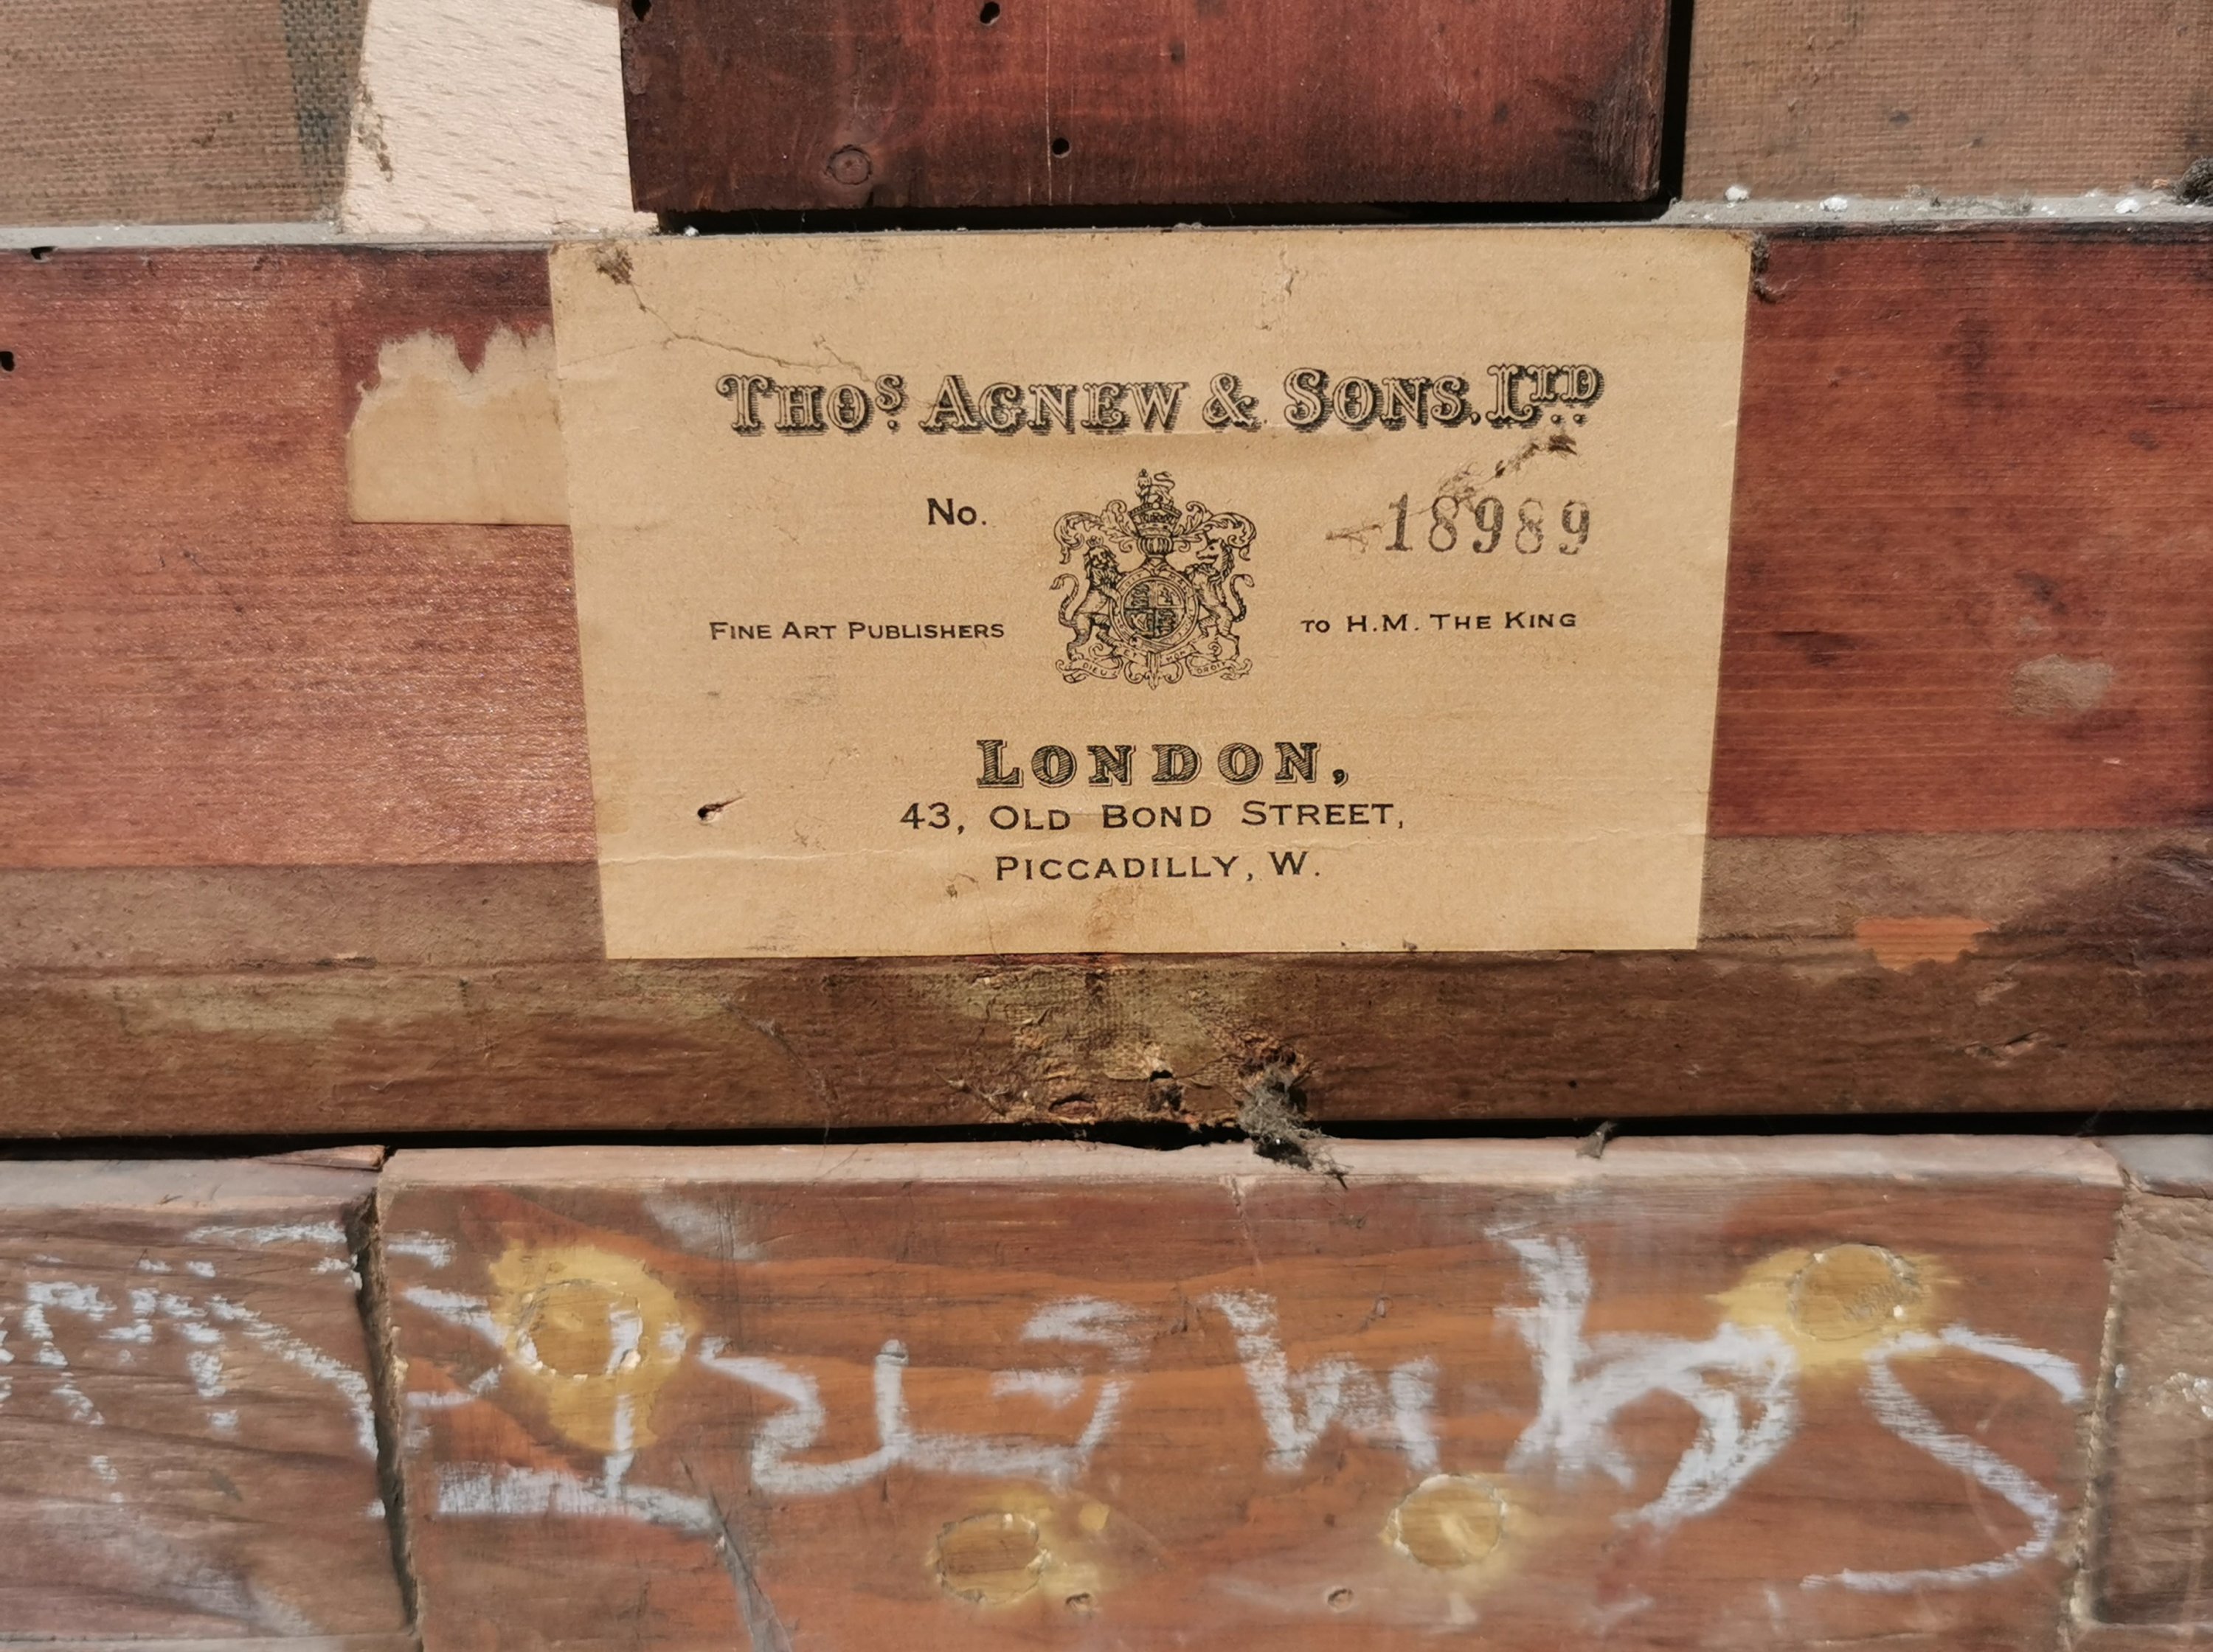 THOS. AGNEW & SONS, LTD
No. 18989
FINE ART PUBLISHERS TO H.M. THE KING
LONDON,
43, OLD BOND STREET,
PICCADILLY, W.